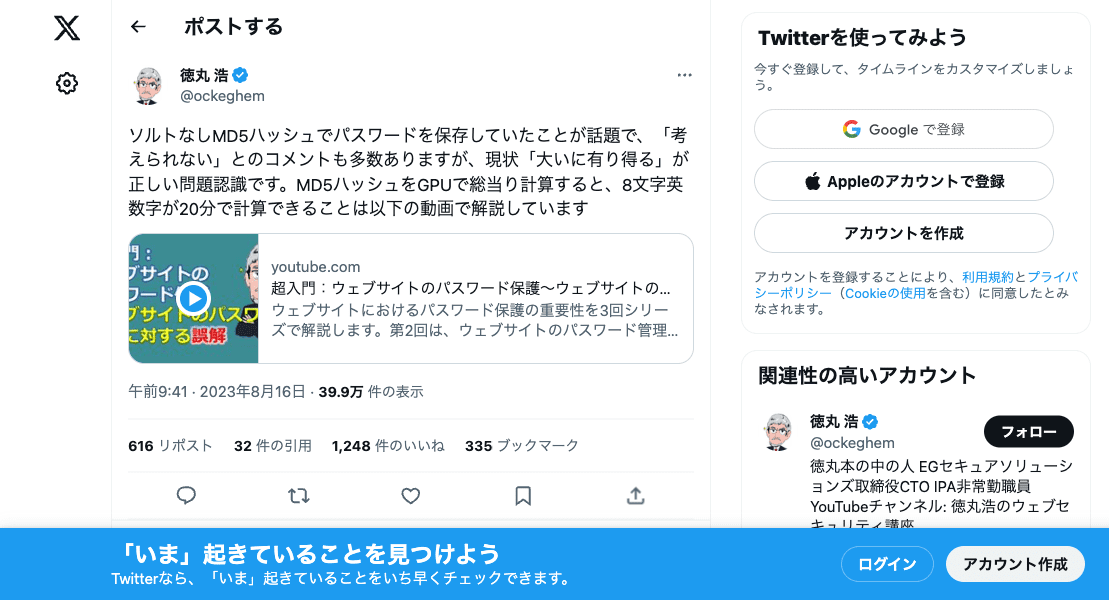 ポストする
徳丸 浩
@ockeghem
ソルトなしMD5ハッシュでパスワードを保存していたことが話題で、「考
えられない」とのコメントも多数ありますが、現状「大いに有り得る」が
正しい問題認識です。MD5ハッシュをGPUで総当り計算すると、8文字英
数字が20分で計算できることは以下の動画で解説しています
門：
ブサイトの
ワード
ブサイトのパスワ
に対する誤解
youtube.com
超入門：ウェブサイトのパスワード保護〜ウェブサイトの...
ウェブサイトにおけるパスワード保護の重要性を3回シリー
ズで解説します。第2回は、ウェブサイトのパスワード管理...
午前9:41 · 2023年8月16日 · 39.9万 件の表示
616 リポスト 32 件の引用 1,248 件のいいね 335 ブックマーク
Twitterを使ってみよう
今すぐ登録して、タイムラインをカスタマイズしましょ
う。
Google で登録
Appleのアカウントで登録
アカウントを作成
アカウントを登録することにより、利用規約とプライバ
シーポリシー（Cookieの使用を含む）に同意したとみ
なされます。
関連性の高いアカウント
徳丸 浩
@ockeghem
フォロー
徳丸本の中の人 EGセキュアソリューシ
ョンズ取締役CTO IPA非常勤職員
YouTubeチャンネル: 徳丸浩のウェブセ
キュリティ講座
「いま」起きていることを見つけよう
Twitterなら、「いま」起きていることをいち早くチェックできます。
ログイン
アカウント作成